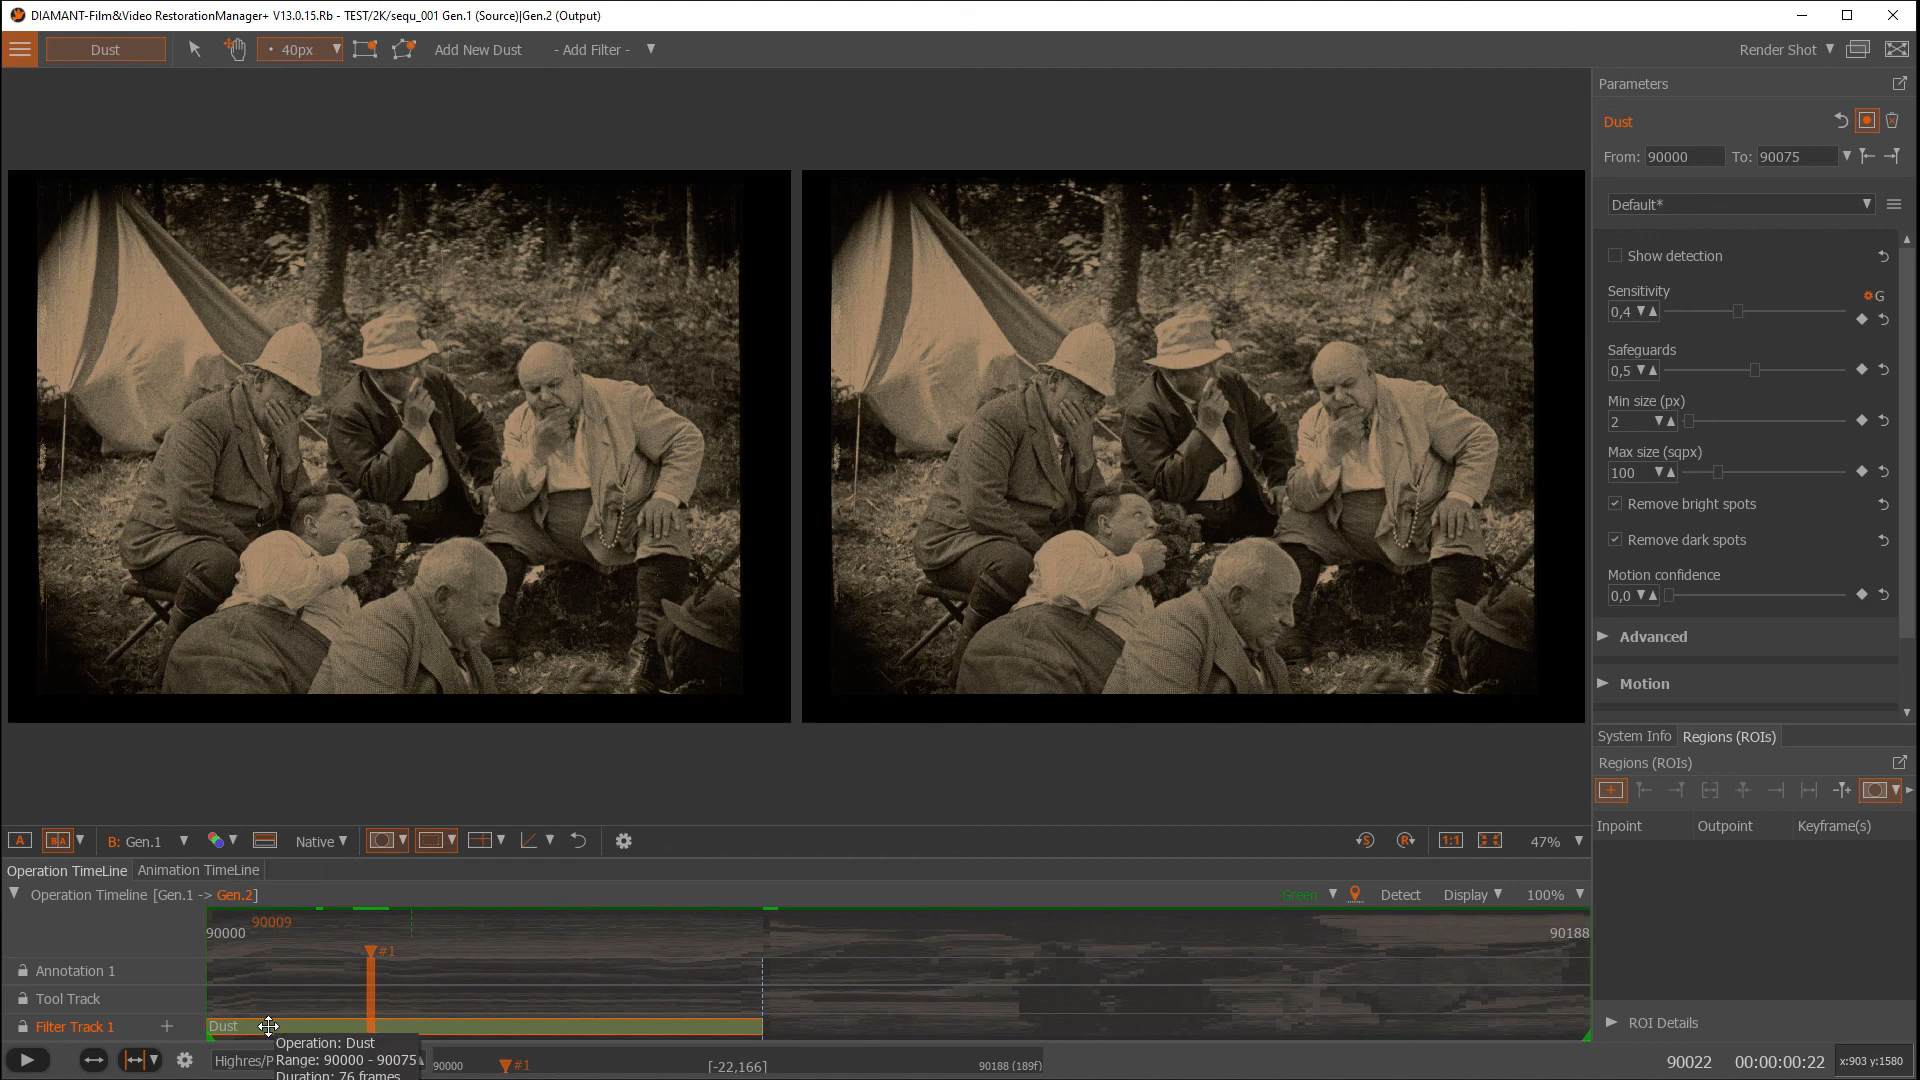 DIAMANT-Film&Video RestorationManager+ V13.0.15.Rb - TEST/2K/sequ_001 Gen.1 (Source)|Gen.2 (Output)
Dust
40px
Add New Dust
- Add Filter -
Render Shot
Parameters
Dust
From: 90000 To: 90075
Default*
Show detection
Sensitivity
G
0,4
Safeguards
0,5
Min size (px)
2
Max size (sqpx)
100
Remove bright spots
Remove dark spots
Motion confidence
0,0
Advanced
Motion
System Info
Regions (ROIs)
Regions (ROIs)
Inpoint
Outpoint
Keyframe(s)
ROI Details
A
B|A
B: Gen.1
Native
S
R
1:1
47%
Operation TimeLine
Animation TimeLine
Operation Timeline [Gen.1 -> Gen.2]
Green
Detect
Display
100%
90009
90000
90188
#1
Annotation 1
Tool Track
Filter Track 1
Dust
Operation: Dust
Range: 90000 - 90075
Duration: 76 frames
Highres/P
90000
#1
[-22,166]
90188 (189f)
90022
00:00:00:22
x:903 y:1580